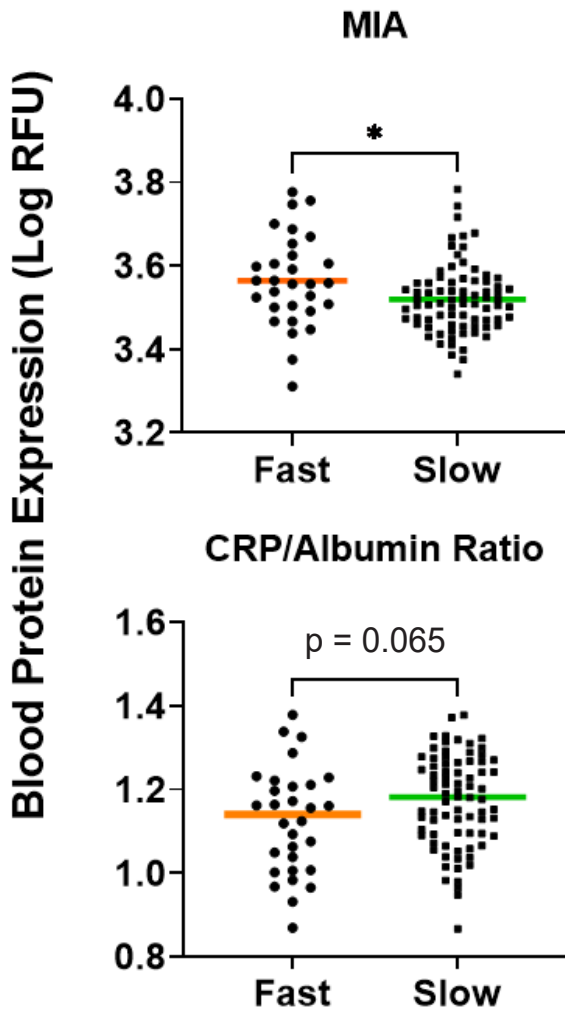 MIA
Blood Protein Expression (Log RFU)
4.0
*
3.8
3.6
3.4
3.2
Fast Slow
CRP/Albumin Ratio
1.6
p = 0.065
1.4
1.2
1.0
0.8
Fast Slow